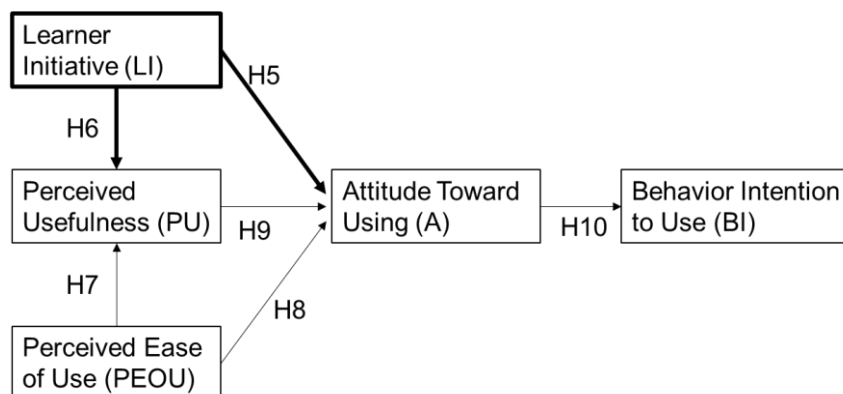 Learner
Initiative (LI)
H5
H6
Perceived
Usefulness (PU)
H9
Attitude Toward
Using (A)
H10
Behavior Intention
to Use (BI)
H7
H8
Perceived Ease
of Use (PEOU)